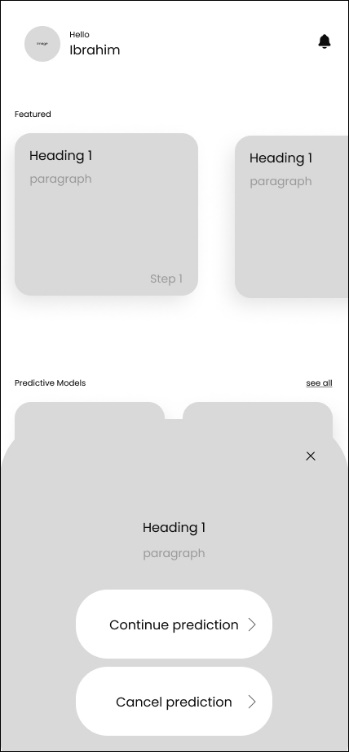 Hello
image
Ibrahim
Featured
Heading 1
paragraph
Step 1
Heading 1
paragraph
Predictive Models
see all
Heading 1
paragraph
Continue prediction
Cancel prediction